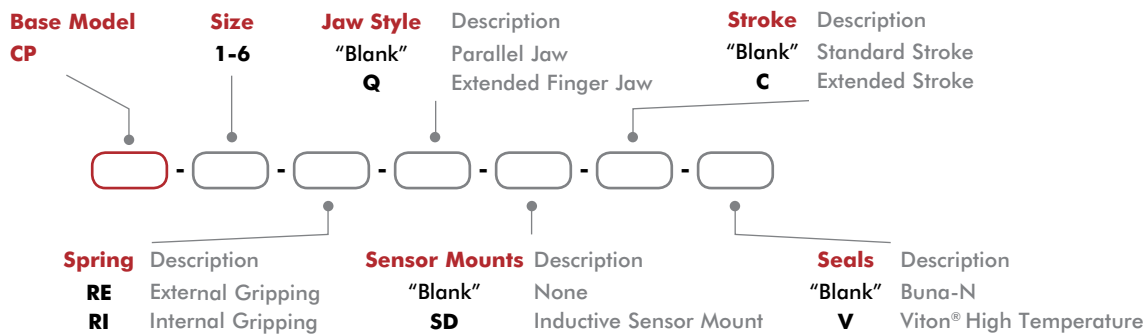 Base Model Size Jaw Style Description Stroke Description
CP 1-6 "Blank" Parallel Jaw "Blank" Standard Stroke
Q Extended Finger Jaw C Extended Stroke
- - - - - -
Spring Description Sensor Mounts Description Seals Description
RE External Gripping "Blank" None "Blank" Buna-N
RI Internal Gripping SD Inductive Sensor Mount V Viton® High Temperature